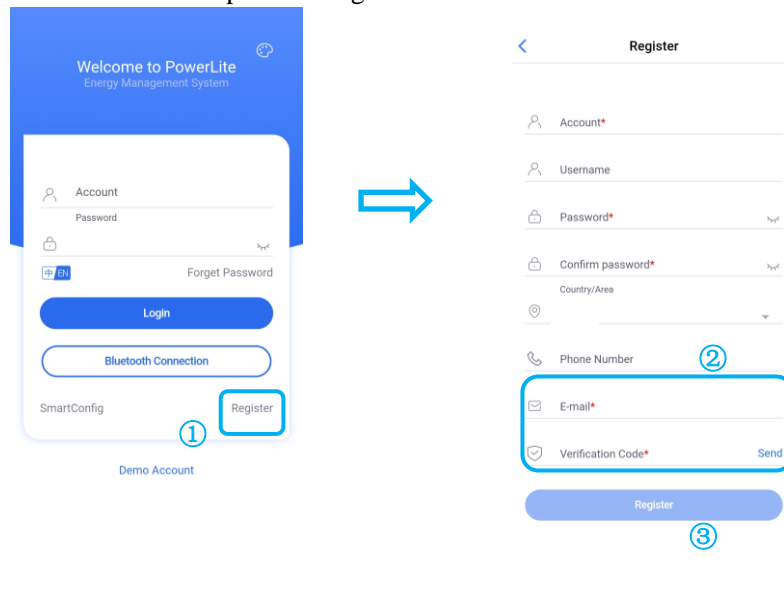 Welcome to PowerLite
Energy Management System
Account
Password
中/EN
Forget Password
Login
Bluetooth Connection
SmartConfig
Register
①
Demo Account
Register
Account*
Username
Password*
Confirm password*
Country/Area
Phone Number
②
E-mail*
Verification Code*
Send
Register
③